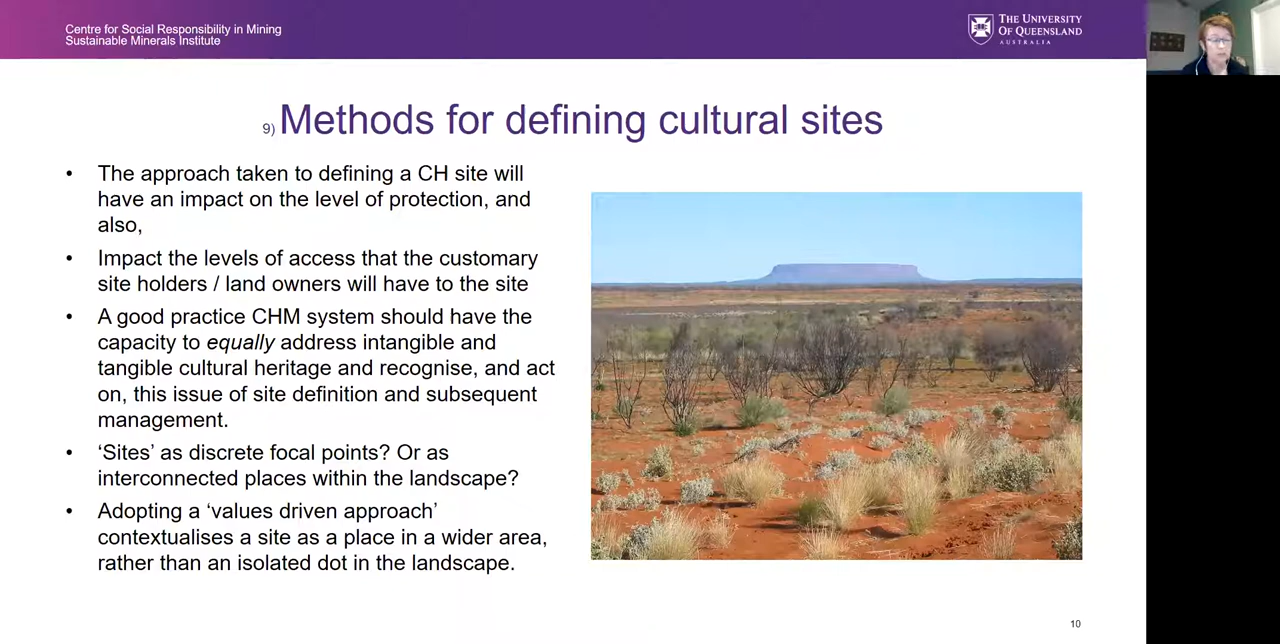 Centre for Social Responsibility in Mining
Sustainable Minerals Institute
THE UNIVERSITY
OF QUEENSLAND
AUSTRALIA
9) Methods for defining cultural sites
• The approach taken to defining a CH site will
have an impact on the level of protection, and
also,
• Impact the levels of access that the customary
site holders / land owners will have to the site
• A good practice CHM system should have the
capacity to equally address intangible and
tangible cultural heritage and recognise, and act
on, this issue of site definition and subsequent
management.
• ‘Sites’ as discrete focal points? Or as
interconnected places within the landscape?
• Adopting a ‘values driven approach’
contextualises a site as a place in a wider area,
rather than an isolated dot in the landscape.
10